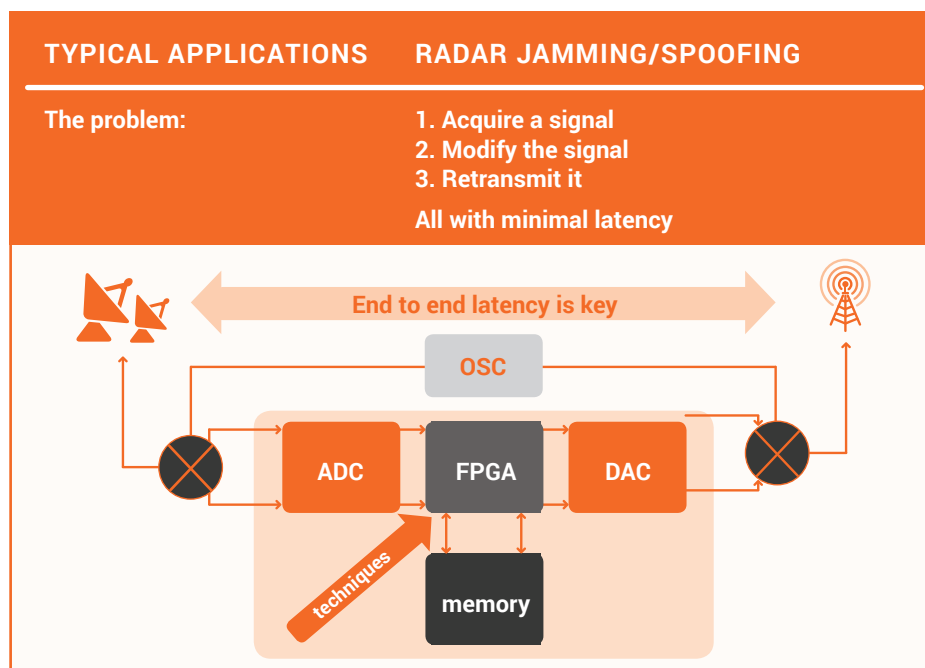 TYPICAL APPLICATIONS
RADAR JAMMING/SPOOFING
The problem:
1. Acquire a signal
2. Modify the signal
3. Retransmit it
All with minimal latency
End to end latency is key
OSC
ADC
FPGA
DAC
techniques
memory